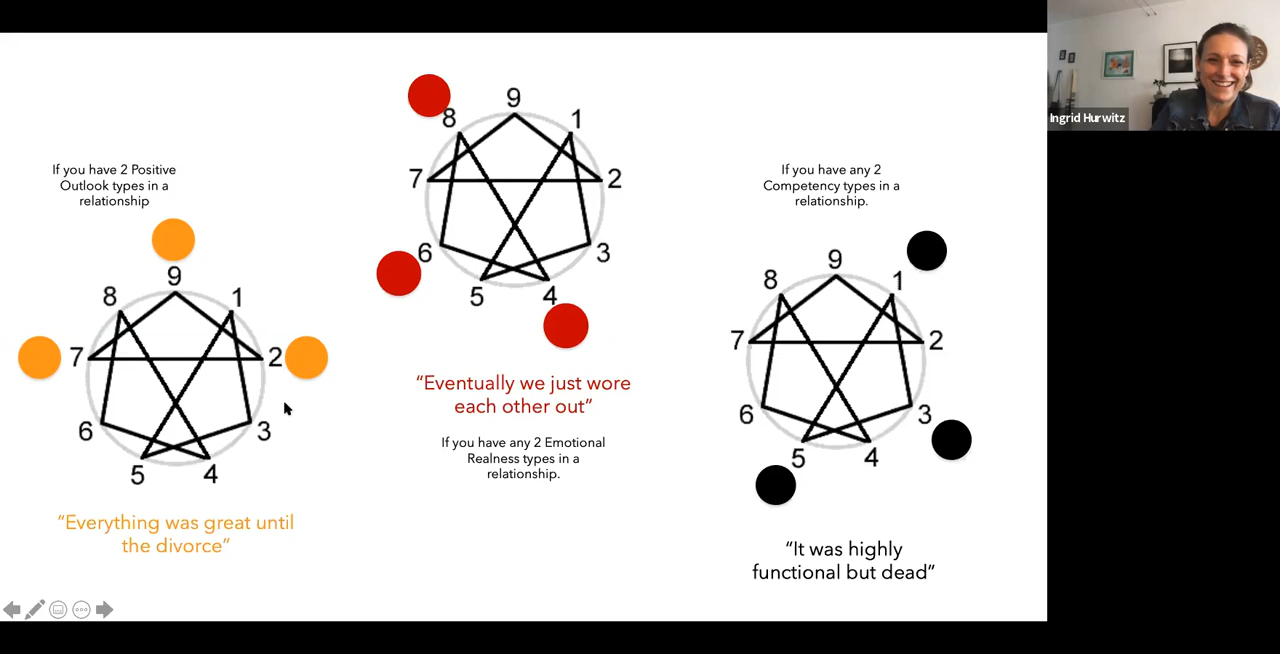 If you have 2 Positive
Outlook types in a
relationship
9
8
1
7
2
6
3
5
4
“Everything was great until
the divorce”
9
8
1
7
2
6
3
5
4
“Eventually we just wore
each other out”
If you have any 2 Emotional
Realness types in a
relationship.
If you have any 2
Competency types in a
relationship.
9
8
1
7
2
6
3
5
4
“It was highly
functional but dead”
Ingrid Hurwitz